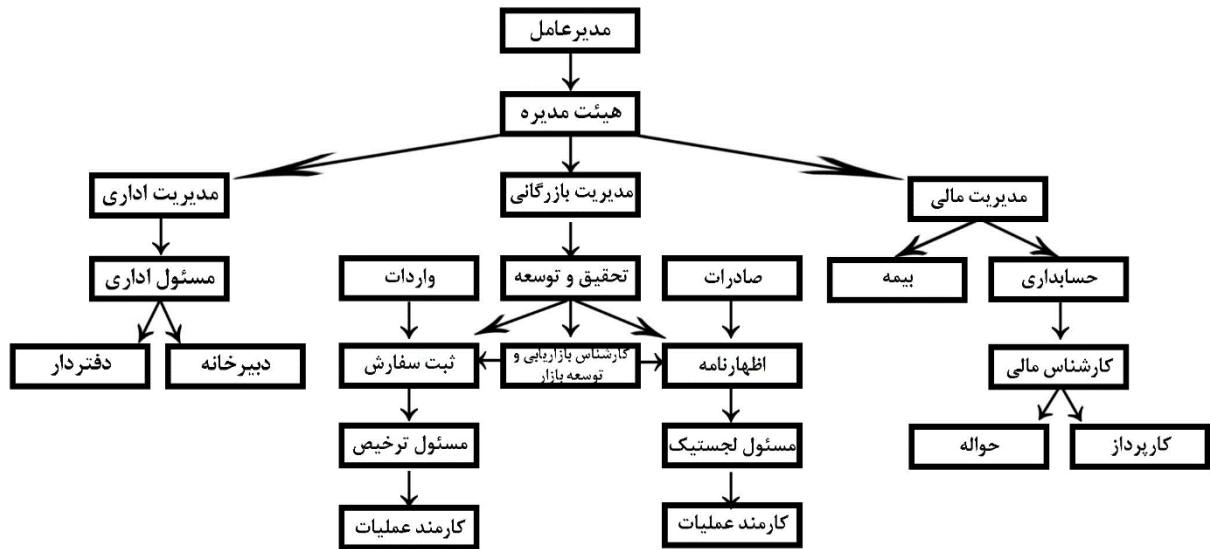 مدیرعامل
هیئت مدیره
مدیریت مالی
مدیریت بازرگانی
مدیریت اداری
حسابداری
بیمه
صادرات
تحقیق و توسعه
واردات
مسئول اداری
کارشناس مالی
اظهارنامه
کارشناس بازاریابی و
توسعه بازار
ثبت سفارش
دبیرخانه
دفتردار
کارپرداز
حواله
مسئول لجستیک
مسئول ترخیص
کارمند عملیات
کارمند عملیات